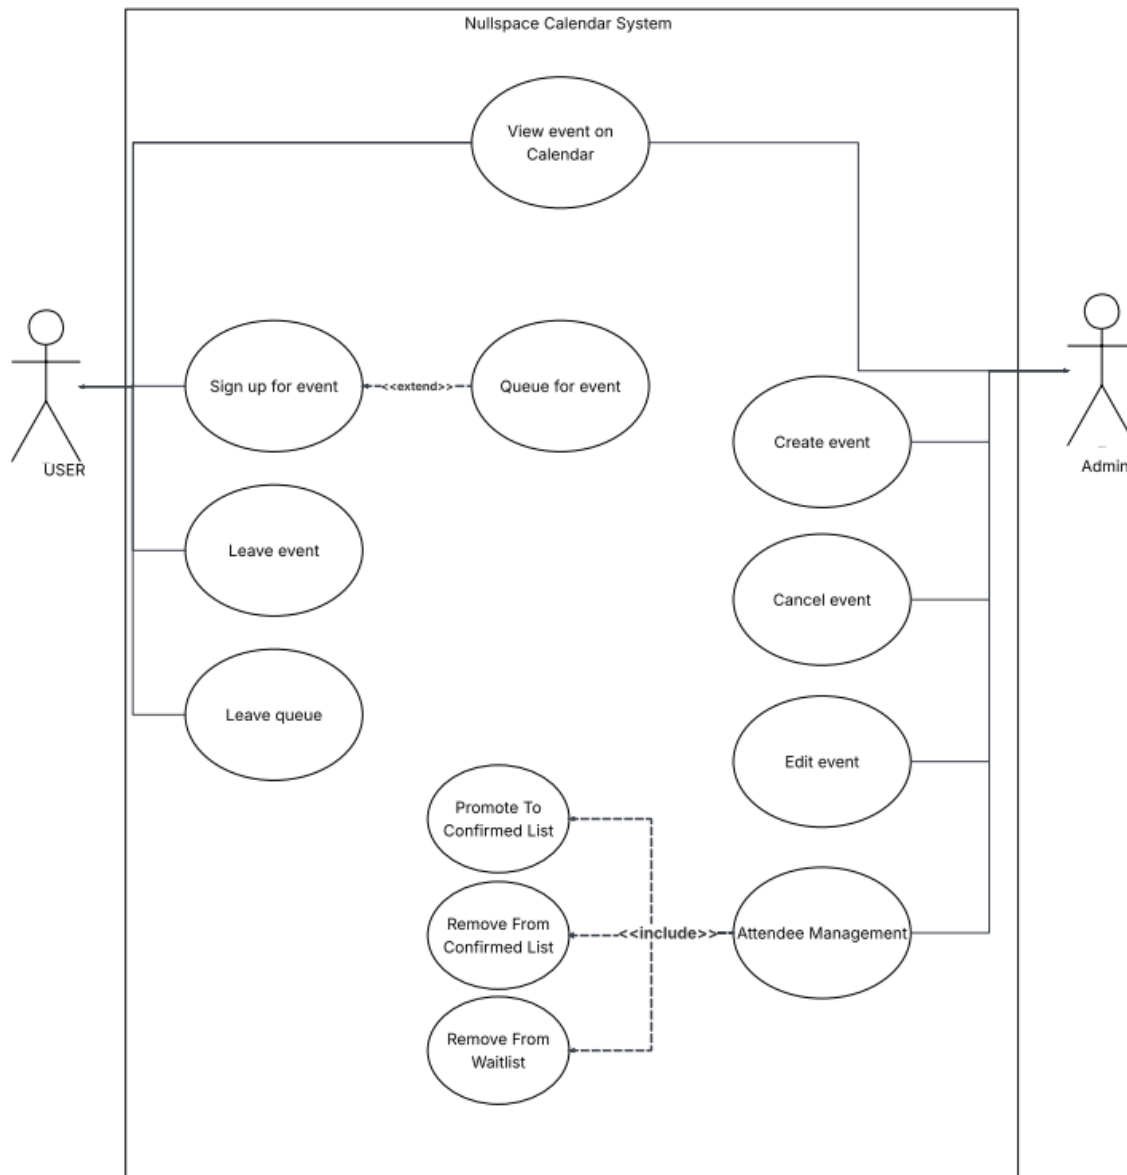 Nullspace Calendar System
View event on
Calendar
Sign up for event
<<extend>>
Queue for event
USER
Admin
Create event
Leave event
Cancel event
Leave queue
Edit event
Promote To
Confirmed List
Remove From
Confirmed List
<<include>>
Attendee Management
Remove From
Waitlist